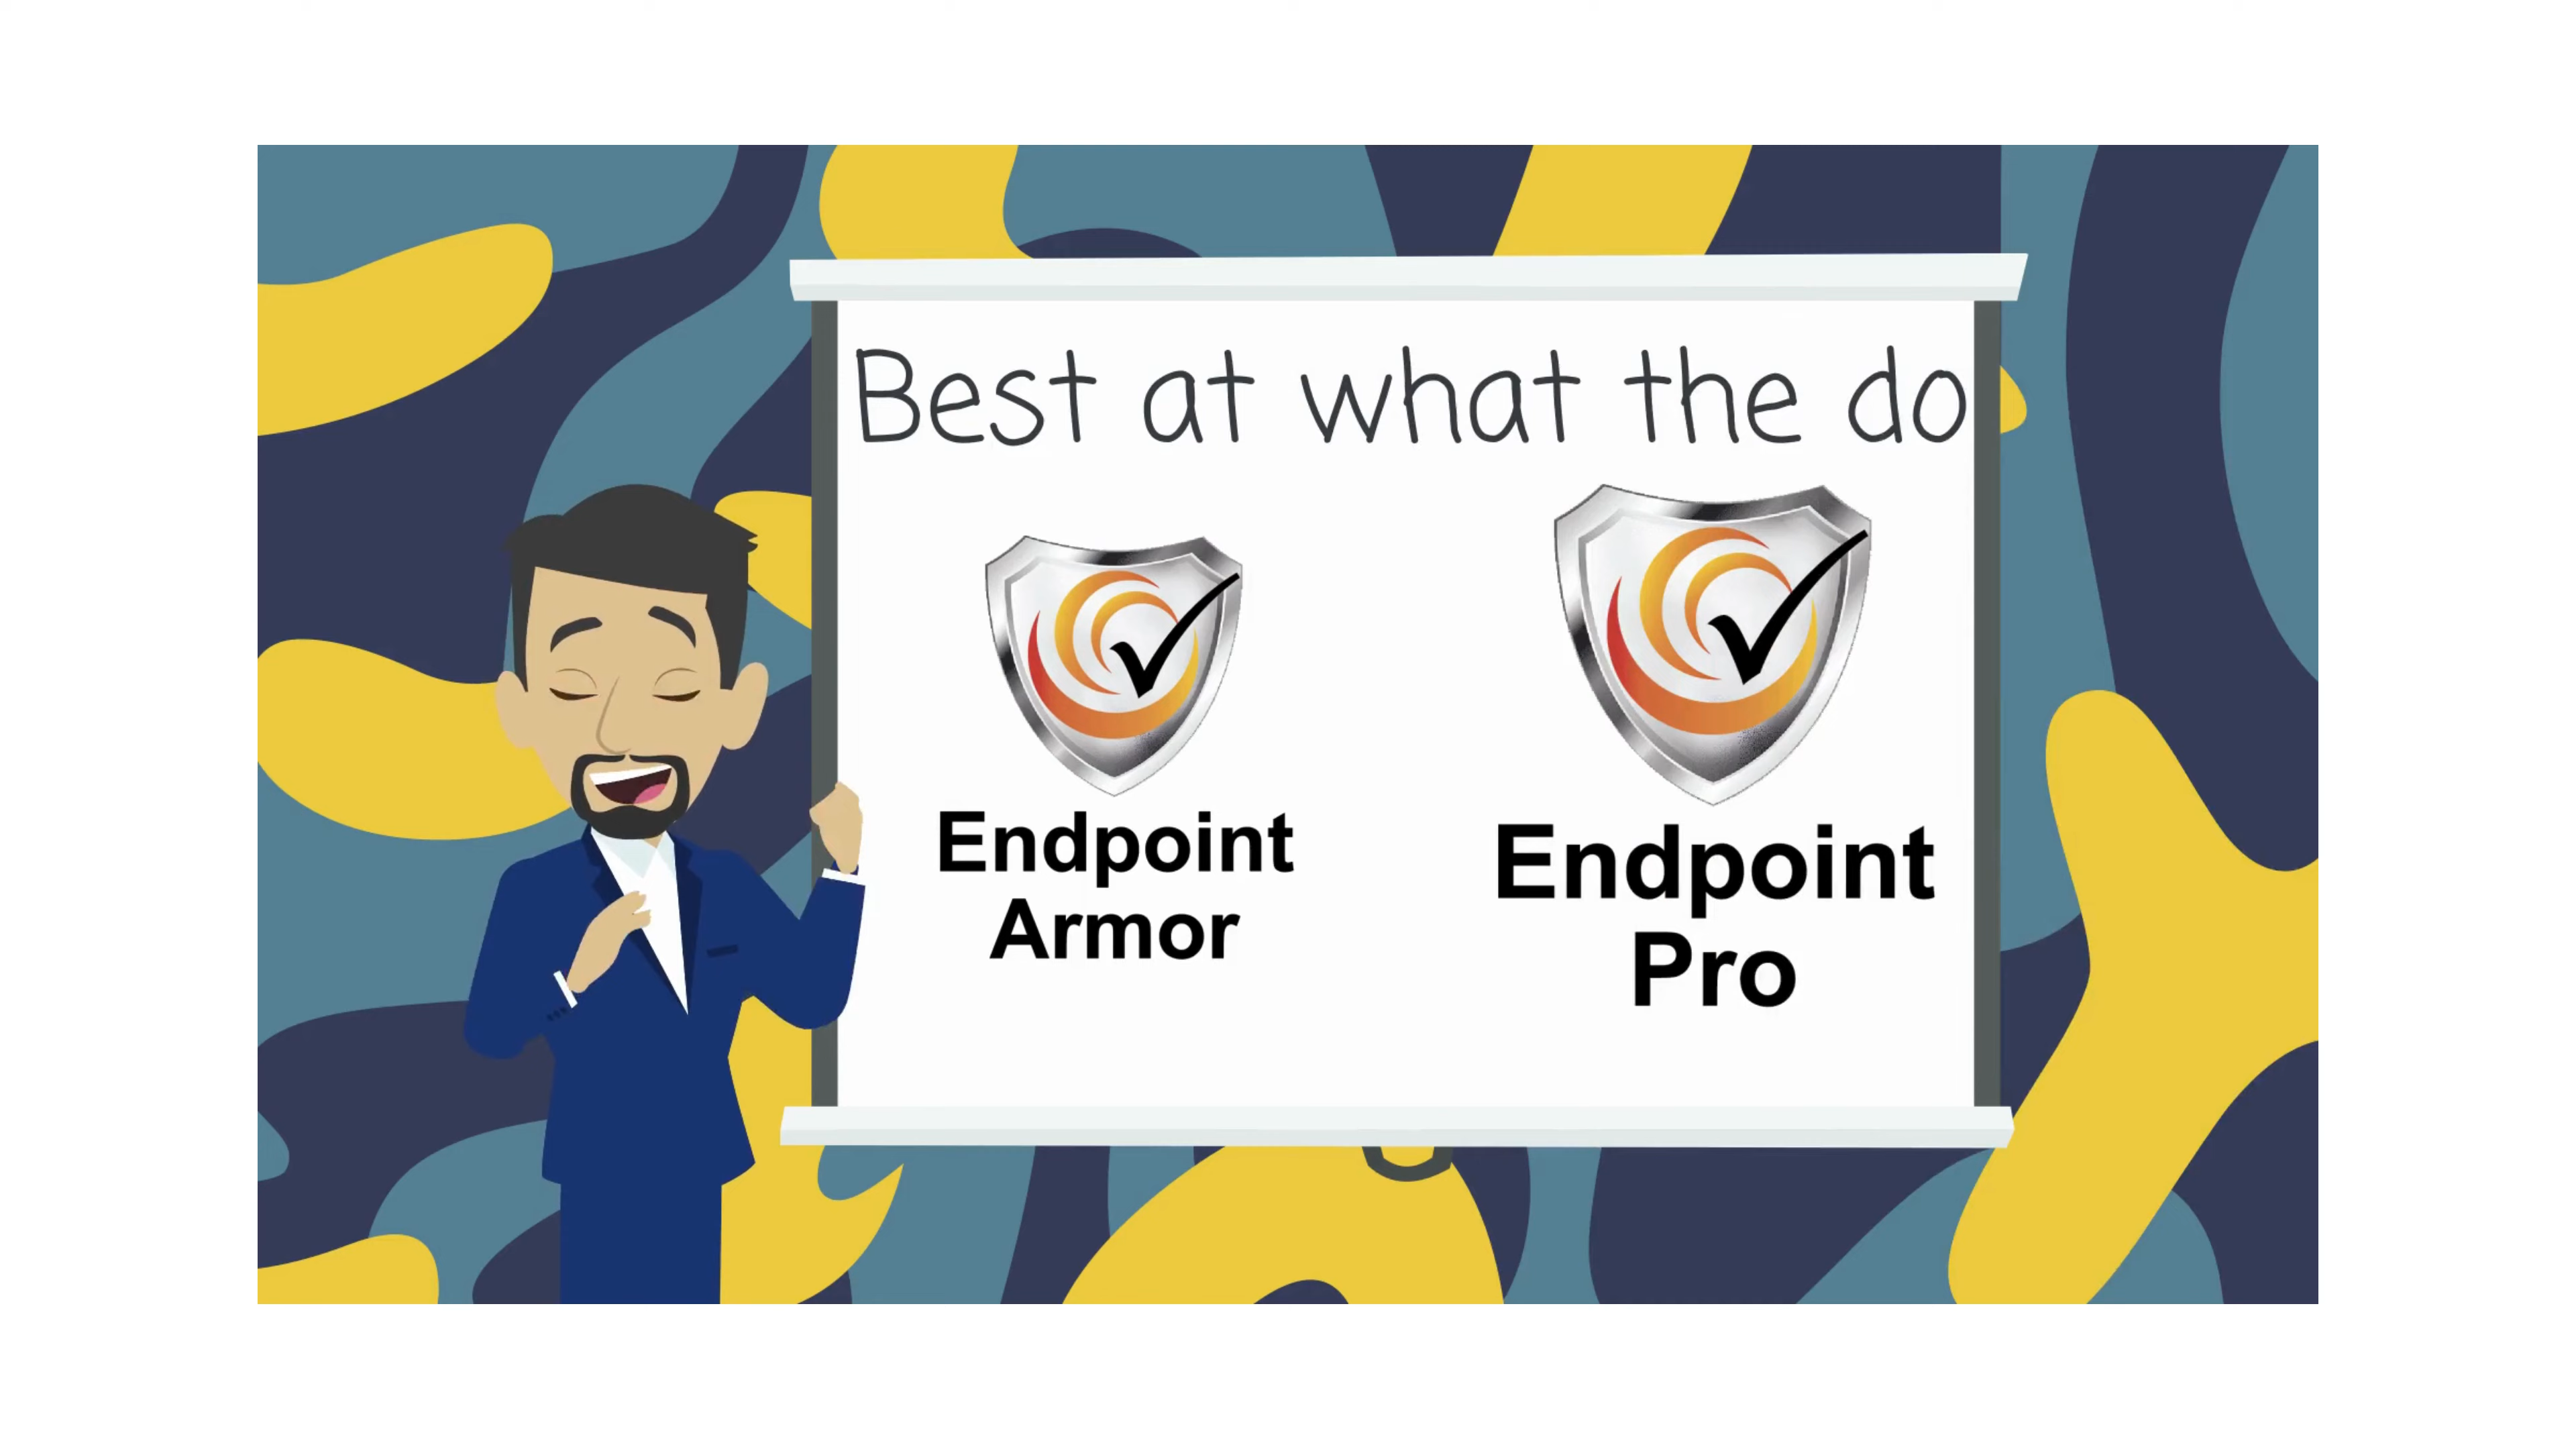 Best at what the do
Endpoint
Armor
Endpoint
Pro